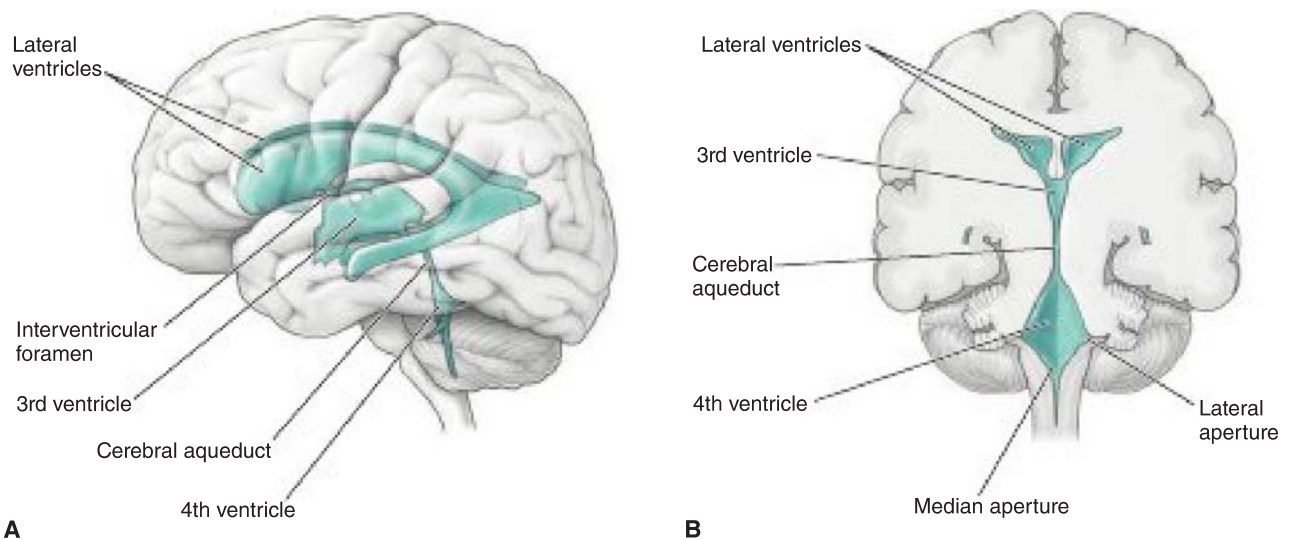 Lateral
ventricles
Interventricular
foramen
3rd ventricle
Cerebral aqueduct
4th ventricle
A
Lateral ventricles
3rd ventricle
Cerebral
aqueduct
4th ventricle
Lateral
aperture
Median aperture
B